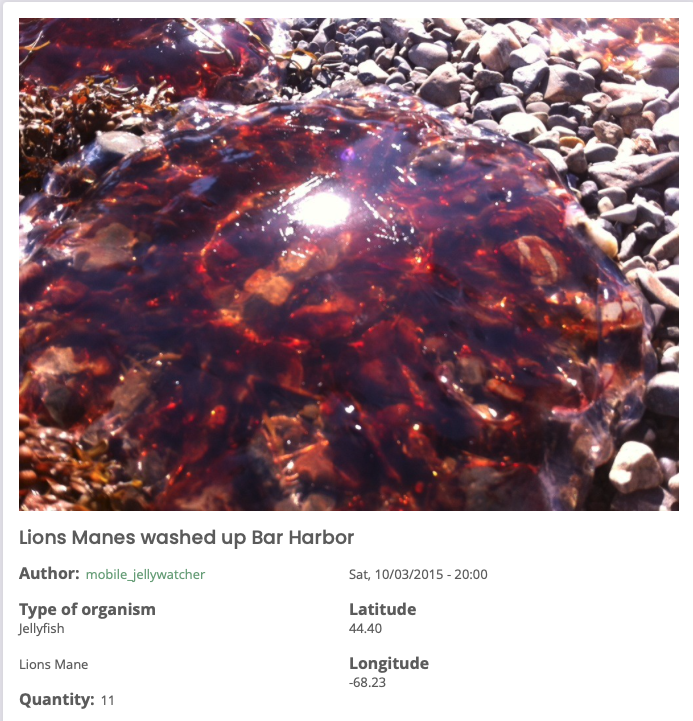 Lions Manes washed up Bar Harbor
Author: mobile_jellywatcher
Sat, 10/03/2015 - 20:00
Type of organism
Jellyfish
Lions Mane
Quantity: 11
Latitude
44.40
Longitude
-68.23